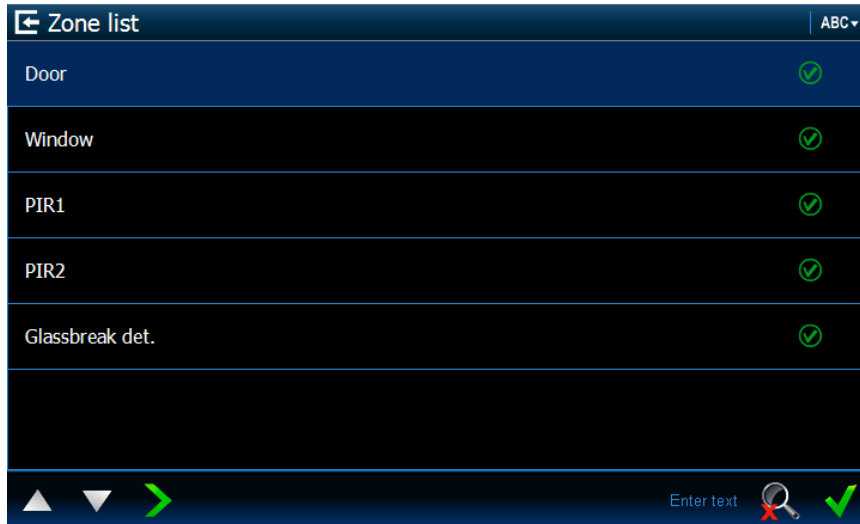 Zone list
ABC
Door
Window
PIR1
PIR2
Glassbreak det.
Enter text